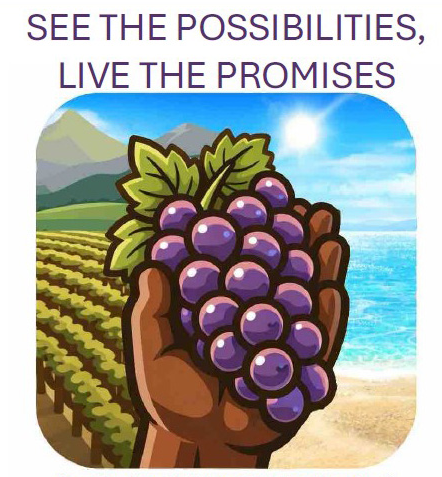 SEE THE POSSIBILITIES,
LIVE THE PROMISES